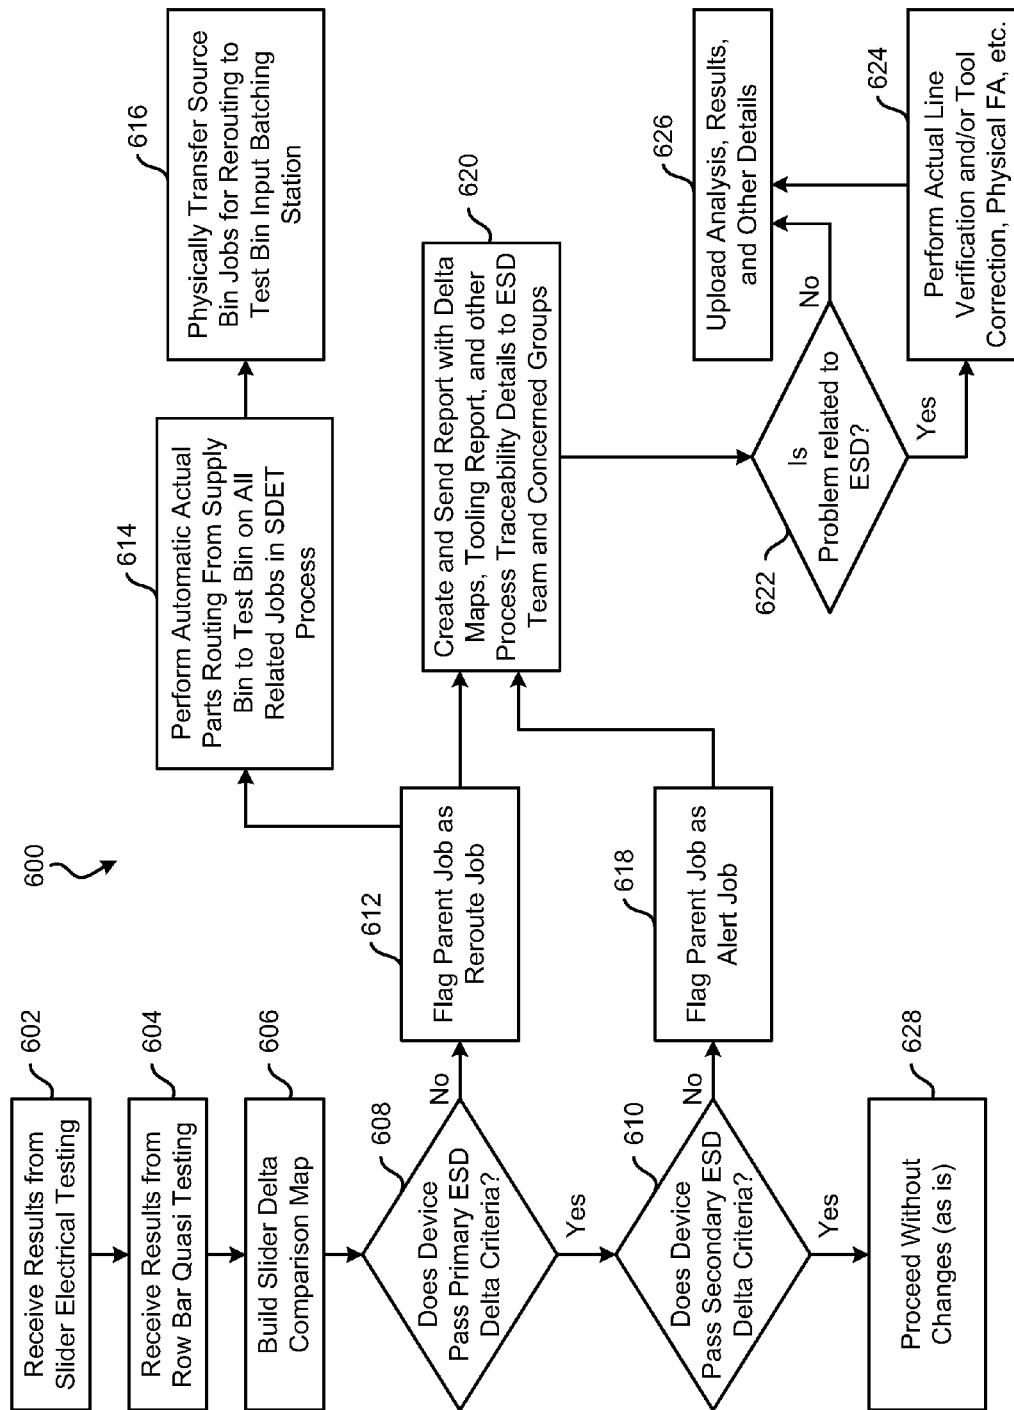 600
602
Receive Results from
Slider Electrical Testing
604
Receive Results from
Row Bar Quasi Testing
606
Build Slider Delta
Comparison Map
608
Does Device
Pass Primary ESD
Delta Criteria?
No
Yes
610
Does Device
Pass Secondary ESD
Delta Criteria?
No
Yes
628
Proceed Without
Changes (as is)
612
Flag Parent Job as
Reroute Job
618
Flag Parent Job as
Alert Job
614
Perform Automatic Actual
Parts Routing From Supply
Bin to Test Bin on All
Related Jobs in SDET
Process
616
Physically Transfer Source
Bin Jobs for Rerouting to
Test Bin Input Batching
Station
620
Create and Send Report with Delta
Maps, Tooling Report, and other
Process Traceability Details to ESD
Team and Concerned Groups
622
Is
Problem related to
ESD?
No
Yes
626
Upload Analysis, Results,
and Other Details
624
Perform Actual Line
Verification and/or Tool
Correction, Physical FA, etc.